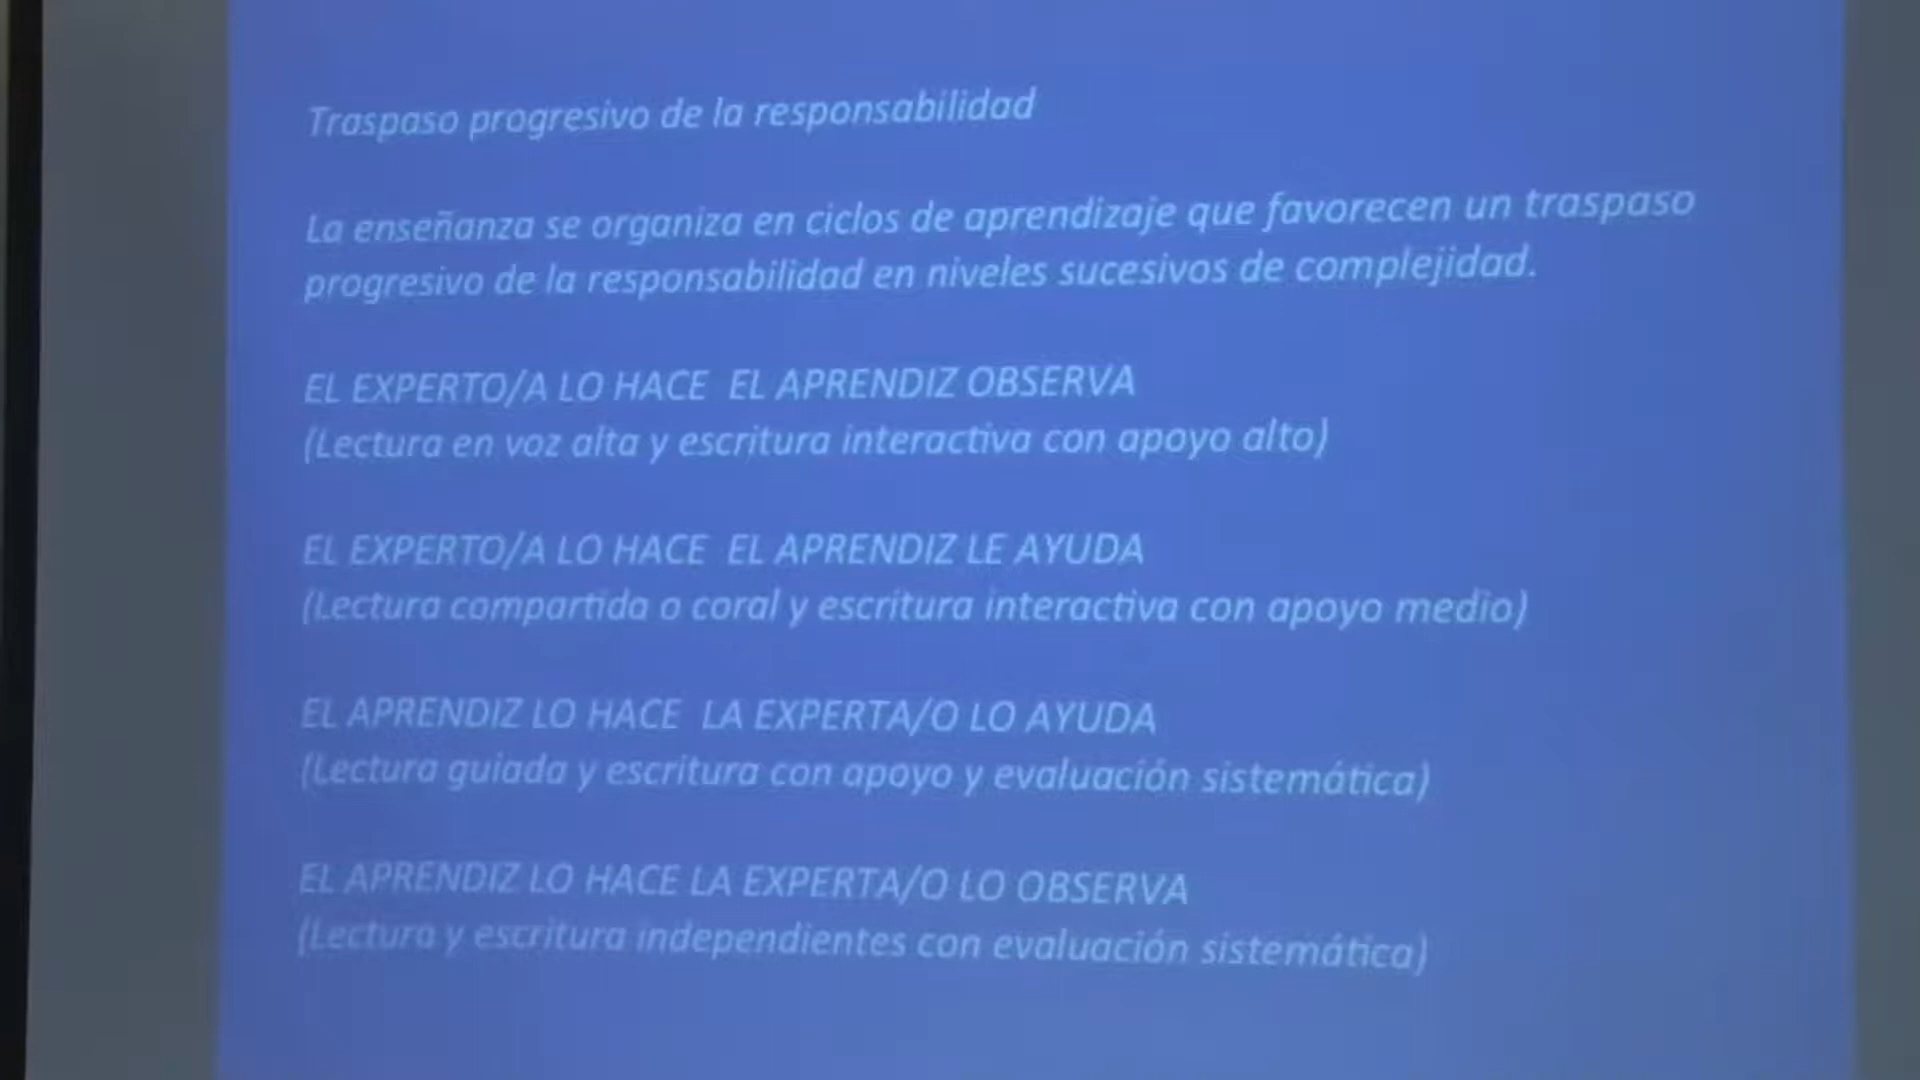 Traspaso progresivo de la responsabilidad
La enseñanza se organiza en ciclos de aprendizaje que favorecen un traspaso
progresivo de la responsabilidad en niveles sucesivos de complejidad.
EL EXPERTO/A LO HACE EL APRENDIZ OBSERVA
(Lectura en voz alta y escritura interactiva con apoyo alto)
EL EXPERTO/A LO HACE EL APRENDIZ LE AYUDA
(Lectura compartida o coral y escritura interactiva con apoyo medio)
EL APRENDIZ LO HACE LA EXPERTA/O LO AYUDA
(Lectura guiada y escritura con apoyo y evaluación sistemática)
EL APRENDIZ LO HACE LA EXPERTA/O LO OBSERVA
(Lectura y escritura independientes con evaluación sistemática)